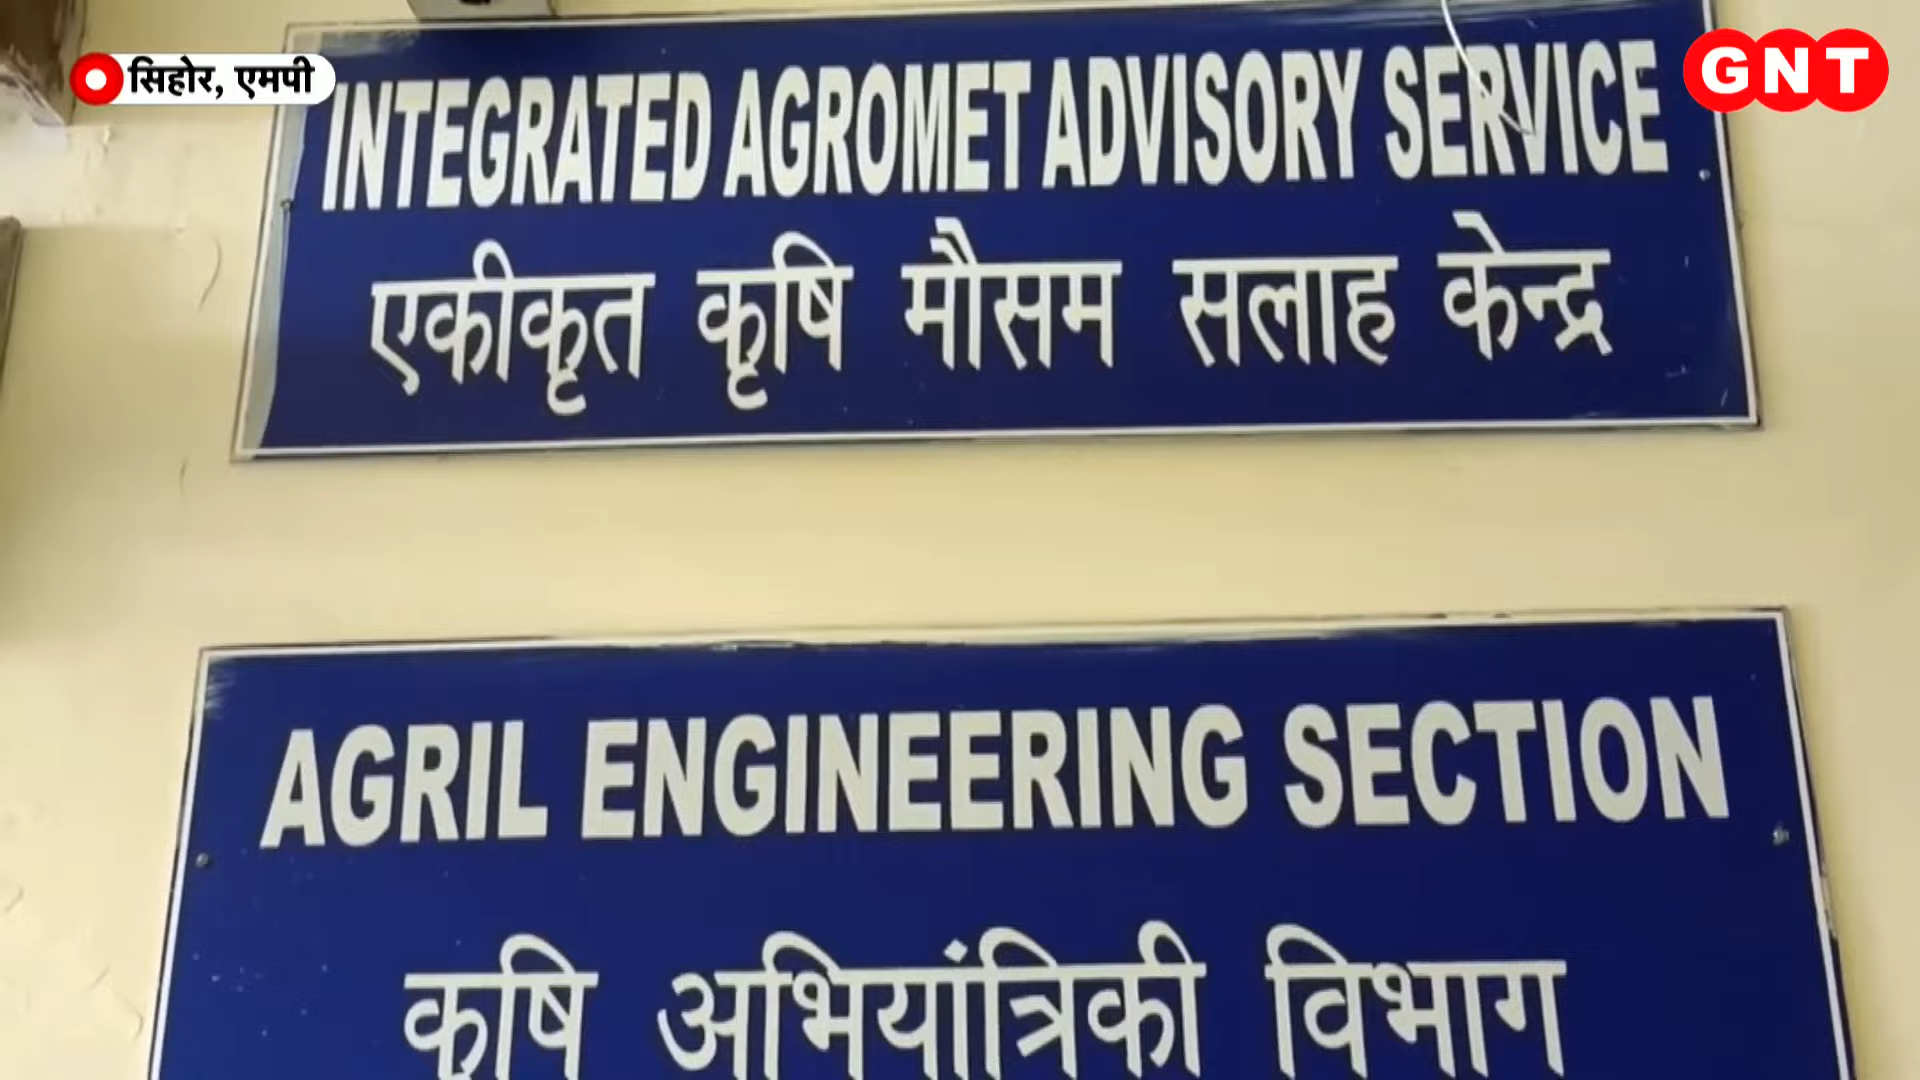 सिहोर, एमपी
GNT
INTEGRATED AGROMET ADVISORY SERVICE
एकीकृत कृषि मौसम सलाह केन्द्र
AGRIL ENGINEERING SECTION
कृषि अभियांत्रिकी विभाग